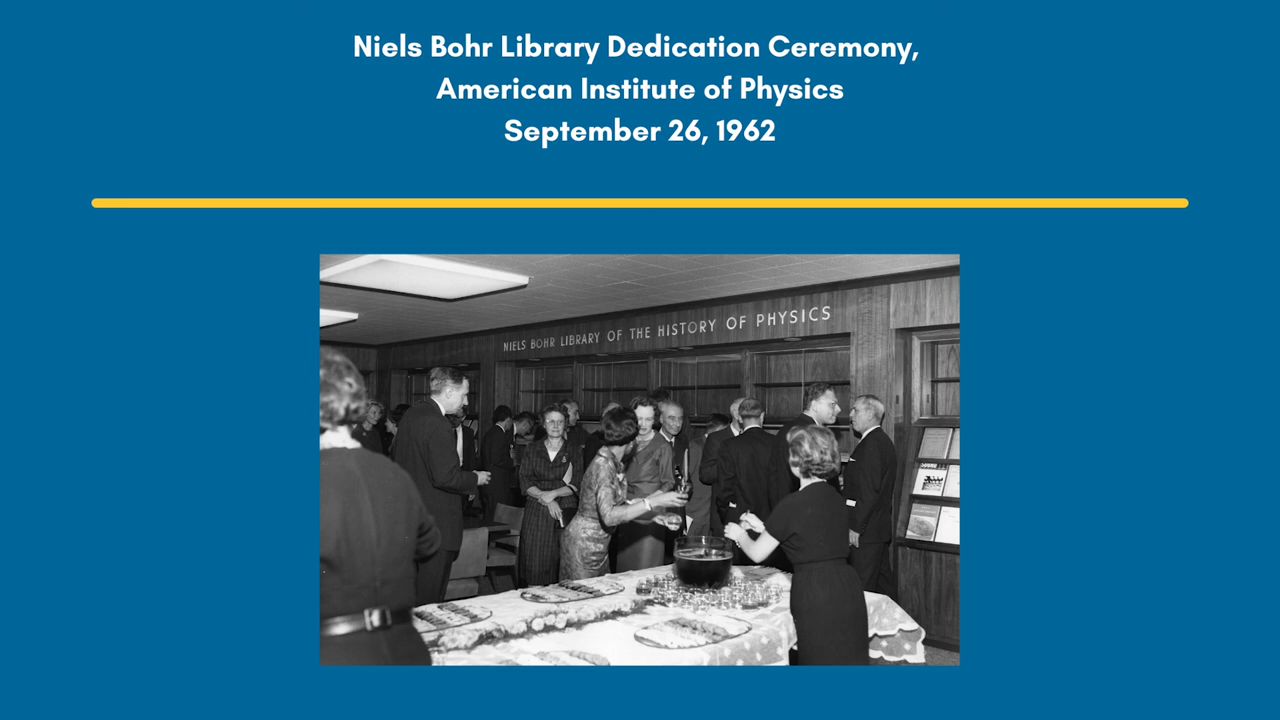 Niels Bohr Library Dedication Ceremony,
American Institute of Physics
September 26, 1962
NIELS BOHR LIBRARY OF THE HISTORY OF PHYSICS